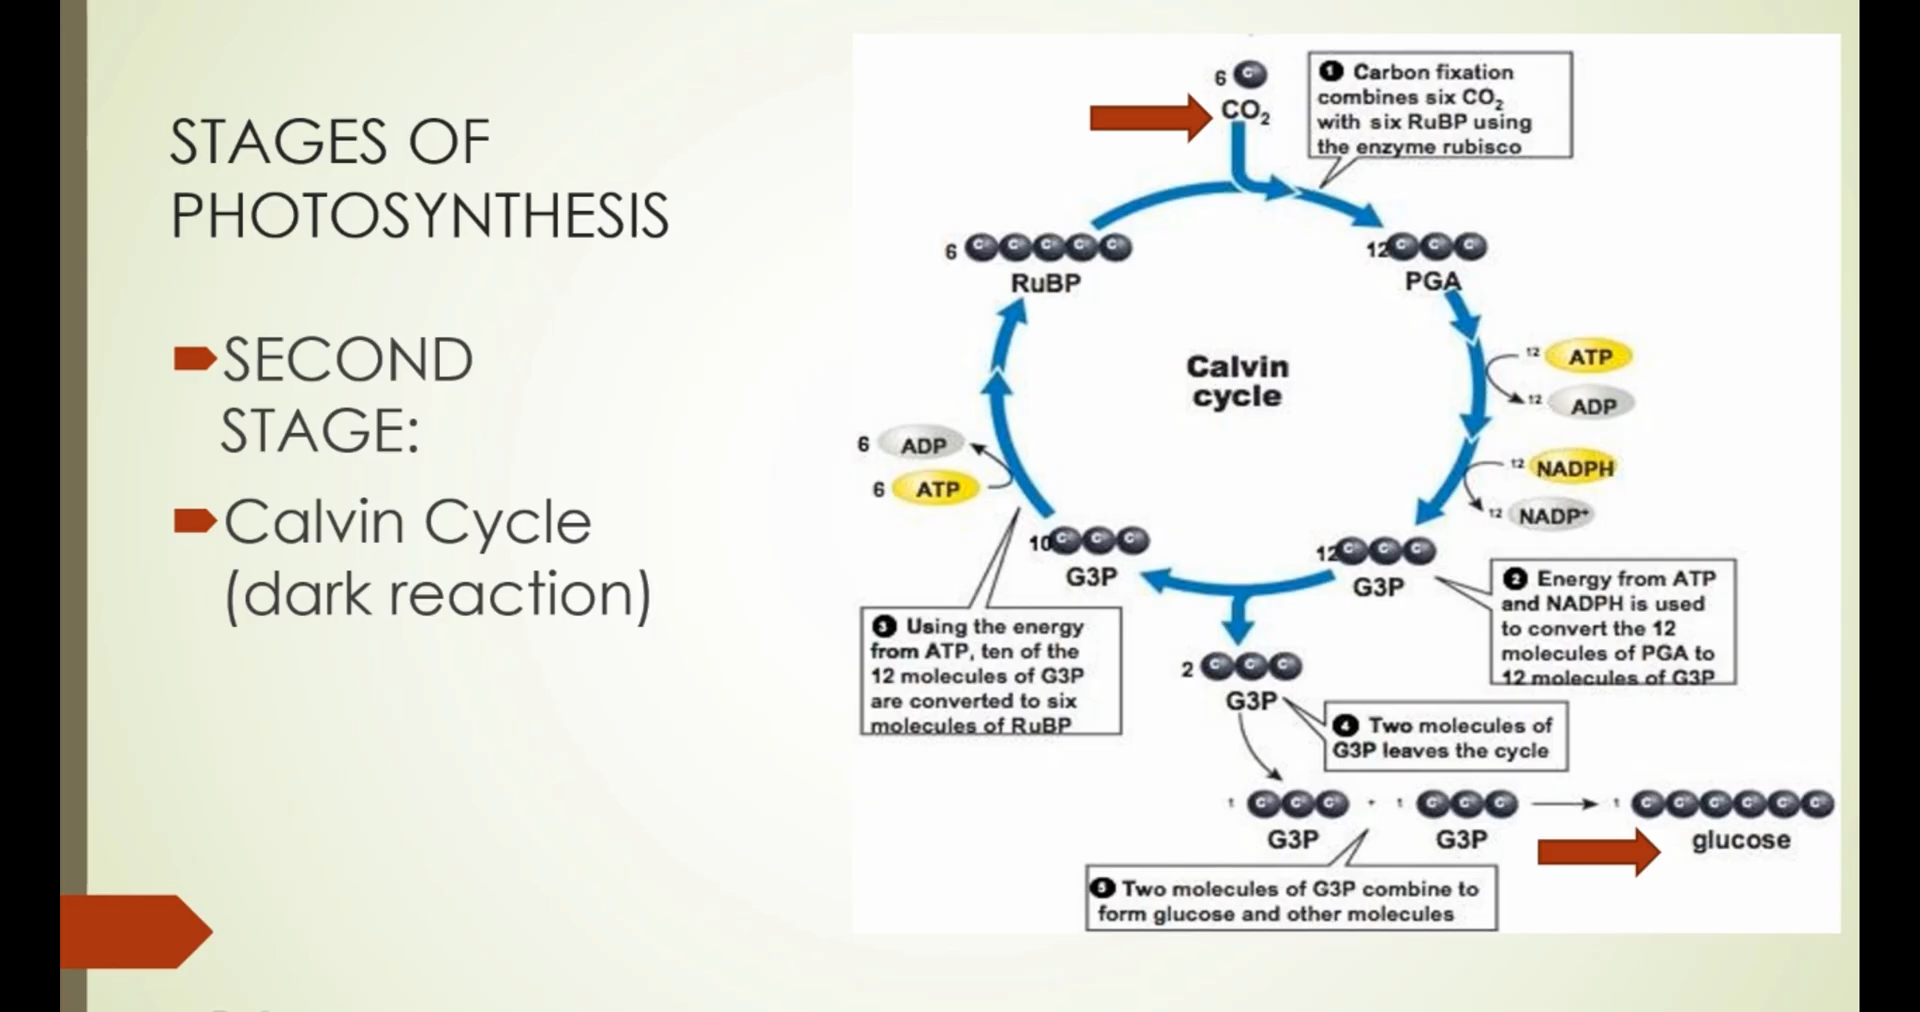 STAGES OF
PHOTOSYNTHESIS
SECOND
STAGE:
Calvin Cycle
(dark reaction)
6 C
CO₂
1 Carbon fixation
combines six CO₂
with six RuBP using
the enzyme rubisco
6 C C C C C
RuBP
12 C C C
PGA
Calvin
cycle
12 ATP
12 ADP
12 NADPH
12 NADP⁺
6 ADP
6 ATP
10 C C C
G3P
12 C C C
G3P
2 Energy from ATP
and NADPH is used
to convert the 12
molecules of PGA to
12 molecules of G3P
3 Using the energy
from ATP, ten of the
12 molecules of G3P
are converted to six
molecules of RuBP
2 C C C
G3P
4 Two molecules of
G3P leaves the cycle
1 C C C + 1 C C C 1 C C C C C C
G3P G3P glucose
5 Two molecules of G3P combine to
form glucose and other molecules